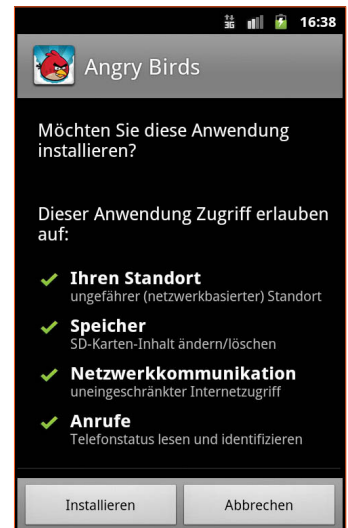 3G 16:38
Angry Birds
Möchten Sie diese Anwendung
installieren?
Dieser Anwendung Zugriff erlauben
auf:
Ihren Standort
ungefährer (netzwerkbasierter) Standort
Speicher
SD-Karten-Inhalt ändern/löschen
Netzwerkkommunikation
uneingeschränkter Internetzugriff
Anrufe
Telefonstatus lesen und identifizieren
Installieren Abbrechen